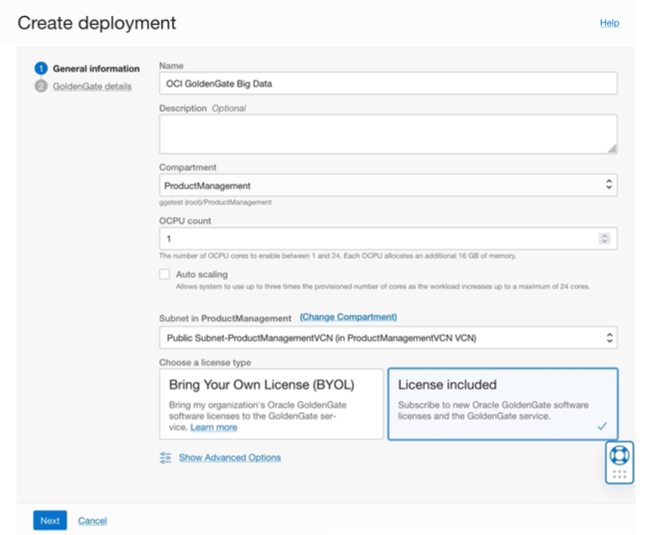 Create deployment
Help
1 General information
2 GoldenGate details
Name
OCI GoldenGate Big Data
Description Optional
Compartment
ProductManagement
ggstest (root)/ProductManagement
OCPU count
1
The number of OCPU cores to enable between 1 and 24. Each OCPU allocates an additional 16 GB of memory.
Auto scaling
Allows system to use up to three times the provisioned number of cores as the workload increases up to a maximum of 24 cores.
Subnet in ProductManagement (Change Compartment)
Public Subnet-ProductManagementVCN (in ProductManagementVCN VCN)
Choose a license type
Bring Your Own License (BYOL)
Bring my organization's Oracle GoldenGate
software licenses to the GoldenGate ser-
vice. Learn more
License included
Subscribe to new Oracle GoldenGate software
licenses and the GoldenGate service.
Show Advanced Options
Next
Cancel